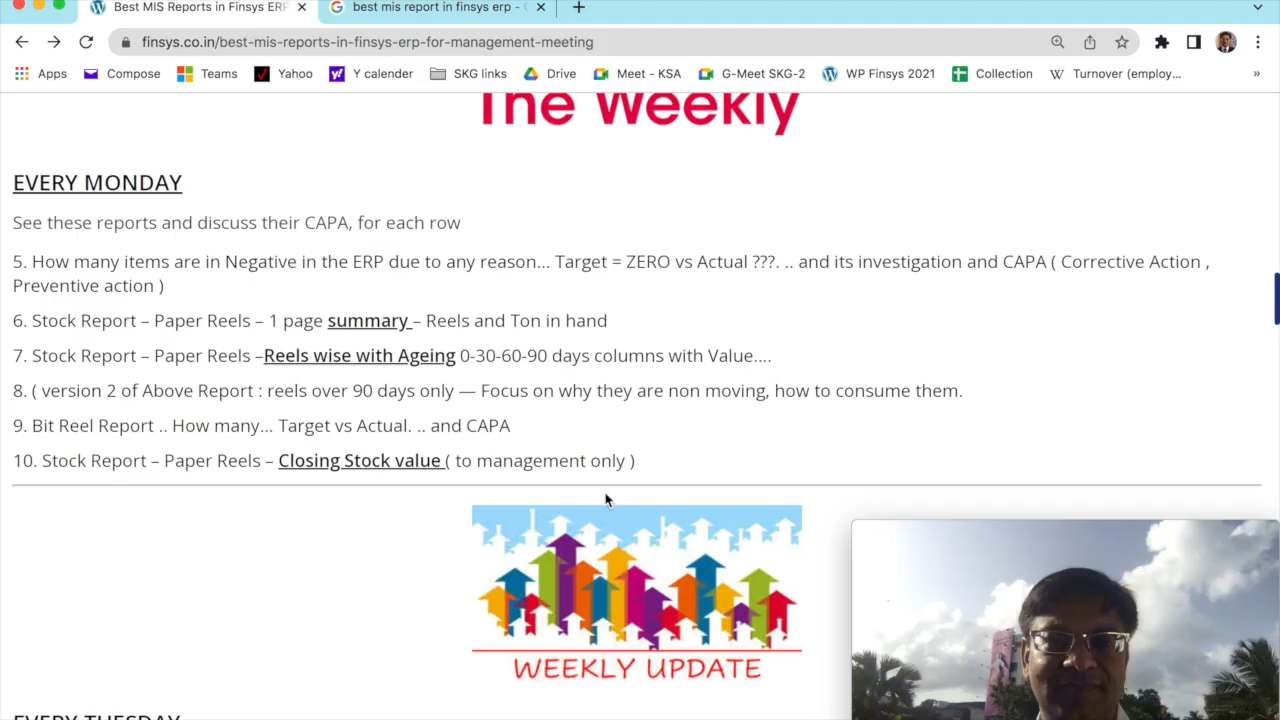 Best MIS Reports in Finsys ERP
best mis report in finsys erp -
finsys.co.in/best-mis-reports-in-finsys-erp-for-management-meeting
Apps Compose Teams Yahoo Y calender SKG links Drive Meet - KSA G-Meet SKG-2 WP Finsys 2021 Collection Turnover (employ... »
The Weekly
EVERY MONDAY
See these reports and discuss their CAPA, for each row
5. How many items are in Negative in the ERP due to any reason… Target = ZERO vs Actual ???. .. and its investigation and CAPA ( Corrective Action ,
Preventive action )
6. Stock Report – Paper Reels – 1 page summary – Reels and Ton in hand
7. Stock Report – Paper Reels –Reels wise with Ageing 0-30-60-90 days columns with Value….
8. ( version 2 of Above Report : reels over 90 days only — Focus on why they are non moving, how to consume them.
9. Bit Reel Report .. How many… Target vs Actual. .. and CAPA
10. Stock Report – Paper Reels – Closing Stock value ( to management only )
WEEKLY UPDATE
EVERY TUESDAY